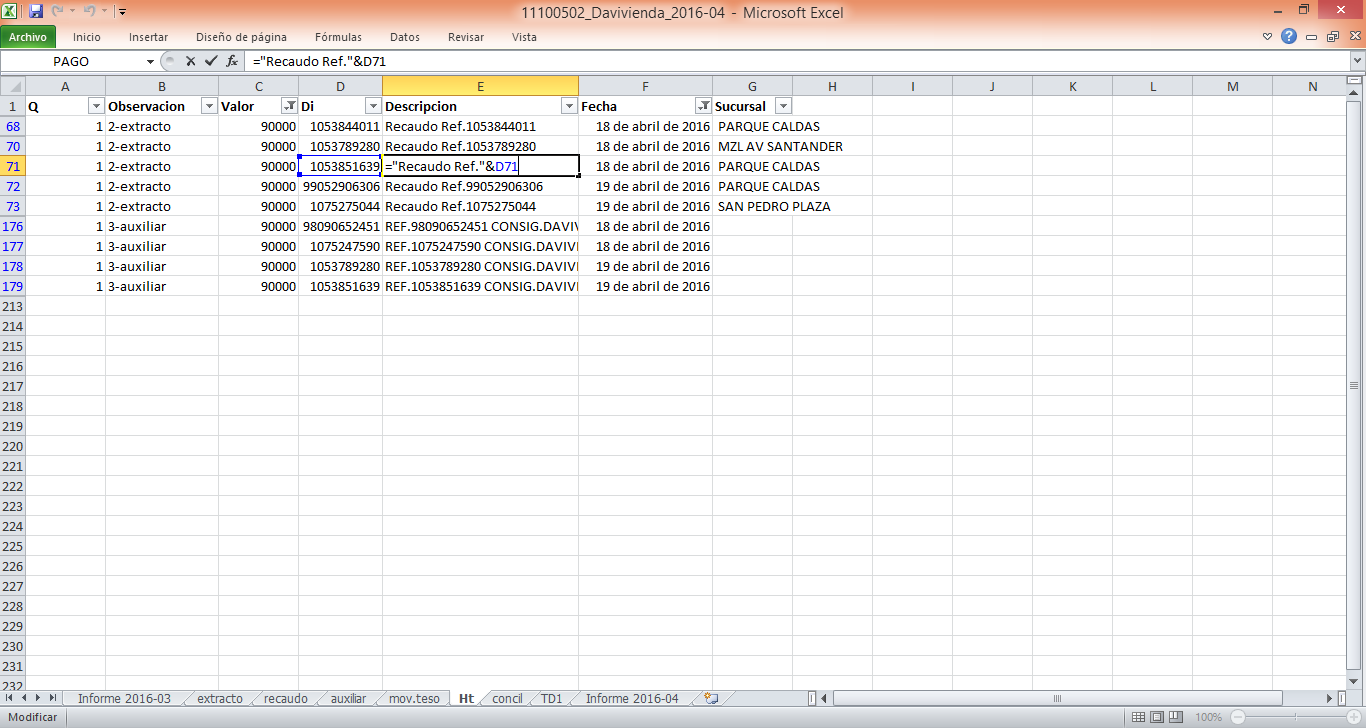 11100502_Davivienda_2016-04 - Microsoft Excel
Archivo Inicio Insertar Diseño de página Fórmulas Datos Revisar Vista
PAGO fx ="Recaudo Ref."&D71
A B C D E F G H I J K L M N
1 Q Observacion Valor Di Descripcion Fecha Sucursal
68 1 2-extracto 90000 1053844011 Recaudo Ref.1053844011 18 de abril de 2016 PARQUE CALDAS
70 1 2-extracto 90000 1053789280 Recaudo Ref.1053789280 18 de abril de 2016 MZL AV SANTANDER
71 1 2-extracto 90000 1053851639 ="Recaudo Ref."&D71 18 de abril de 2016 PARQUE CALDAS
72 1 2-extracto 90000 99052906306 Recaudo Ref.99052906306 19 de abril de 2016 PARQUE CALDAS
73 1 2-extracto 90000 1075275044 Recaudo Ref.1075275044 19 de abril de 2016 SAN PEDRO PLAZA
176 1 3-auxiliar 90000 98090652451 REF.98090652451 CONSIG.DAVIV 18 de abril de 2016
177 1 3-auxiliar 90000 1075247590 REF.1075247590 CONSIG.DAVIVI 18 de abril de 2016
178 1 3-auxiliar 90000 1053789280 REF.1053789280 CONSIG.DAVIVI 19 de abril de 2016
179 1 3-auxiliar 90000 1053851639 REF.1053851639 CONSIG.DAVIVI 19 de abril de 2016
213
214
215
216
217
218
219
220
221
222
223
224
225
226
227
228
229
230
231
232
Informe 2016-03 extracto recaudo auxiliar mov.teso Ht concil TD1 Informe 2016-04
Modificar 100%